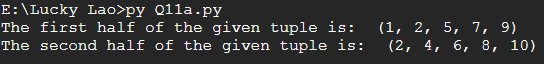 E:\Lucky Lao>py Q11a.py
The first half of the given tuple is:  (1, 2, 5, 7, 9)
The second half of the given tuple is:  (2, 4, 6, 8, 10)